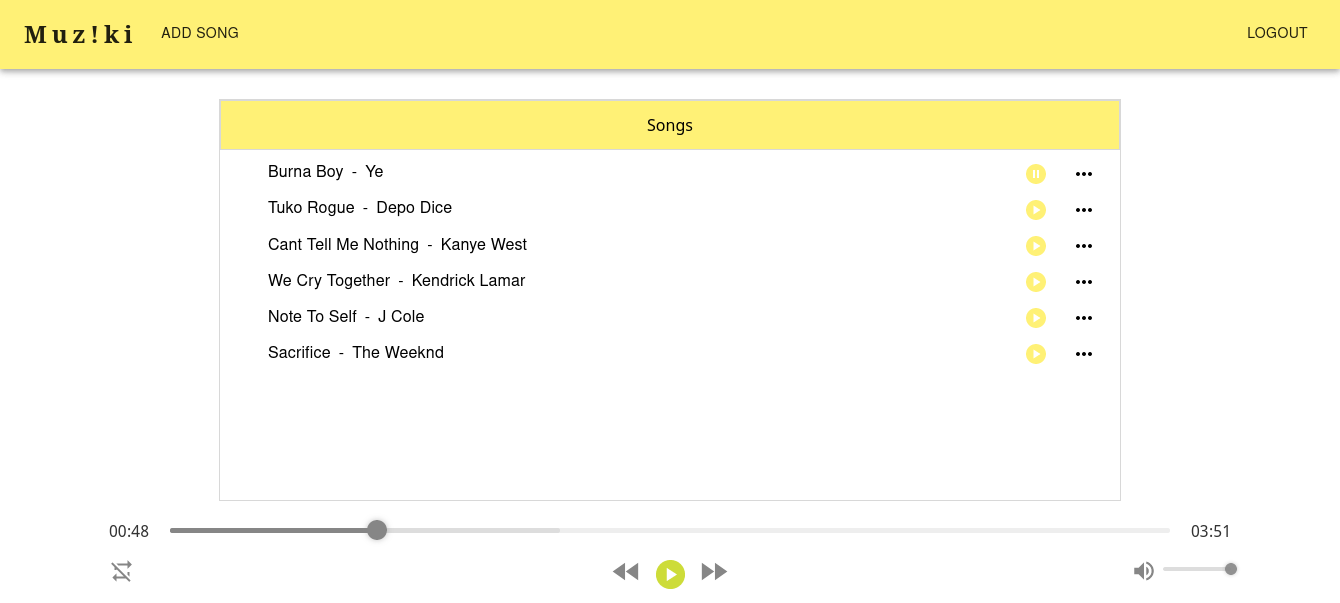 Muz!ki ADD SONG LOGOUT
Songs
Burna Boy - Ye
Tuko Rogue - Depo Dice
Cant Tell Me Nothing - Kanye West
We Cry Together - Kendrick Lamar
Note To Self - J Cole
Sacrifice - The Weeknd
00:48 03:51